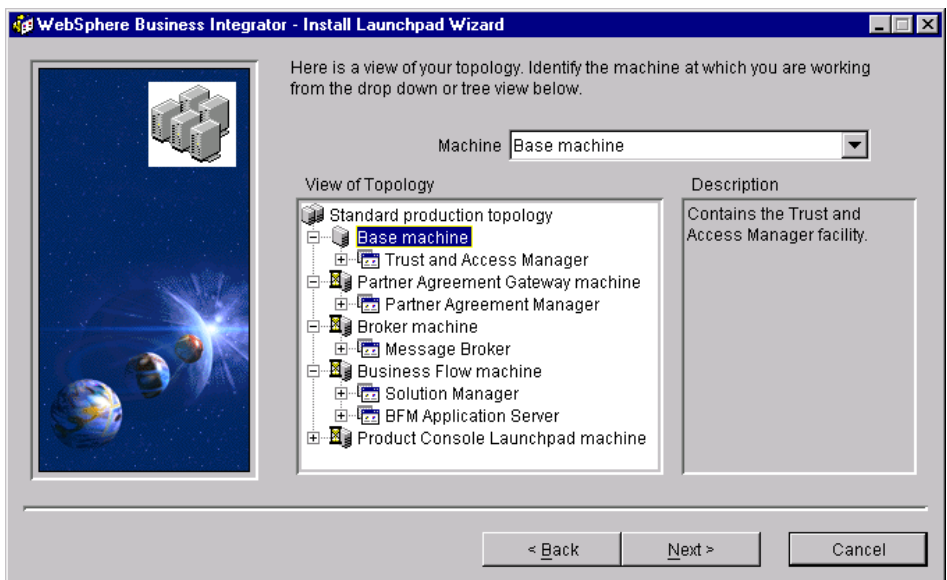 WebSphere Business Integrator - Install Launchpad Wizard
Here is a view of your topology. Identify the machine at which you are working
from the drop down or tree view below.
Machine Base machine
View of Topology
Standard production topology
Base machine
Trust and Access Manager
Partner Agreement Gateway machine
Partner Agreement Manager
Broker machine
Message Broker
Business Flow machine
Solution Manager
BFM Application Server
Product Console Launchpad machine
Description
Contains the Trust and
Access Manager facility.
< Back Next > Cancel